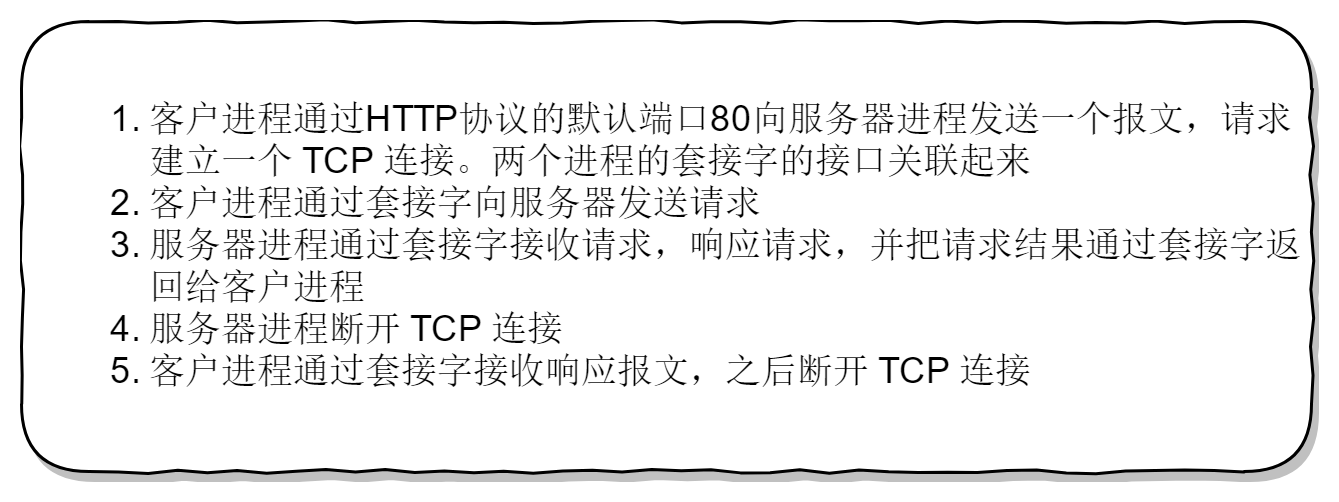 1. 客户进程通过HTTP协议的默认端口80向服务器进程发送一个报文，请求
建立一个 TCP 连接。两个进程的套接字的接口关联起来
2. 客户进程通过套接字向服务器发送请求
3. 服务器进程通过套接字接收请求，响应请求，并把请求结果通过套接字返
回给客户进程
4. 服务器进程断开 TCP 连接
5. 客户进程通过套接字接收响应报文，之后断开 TCP 连接